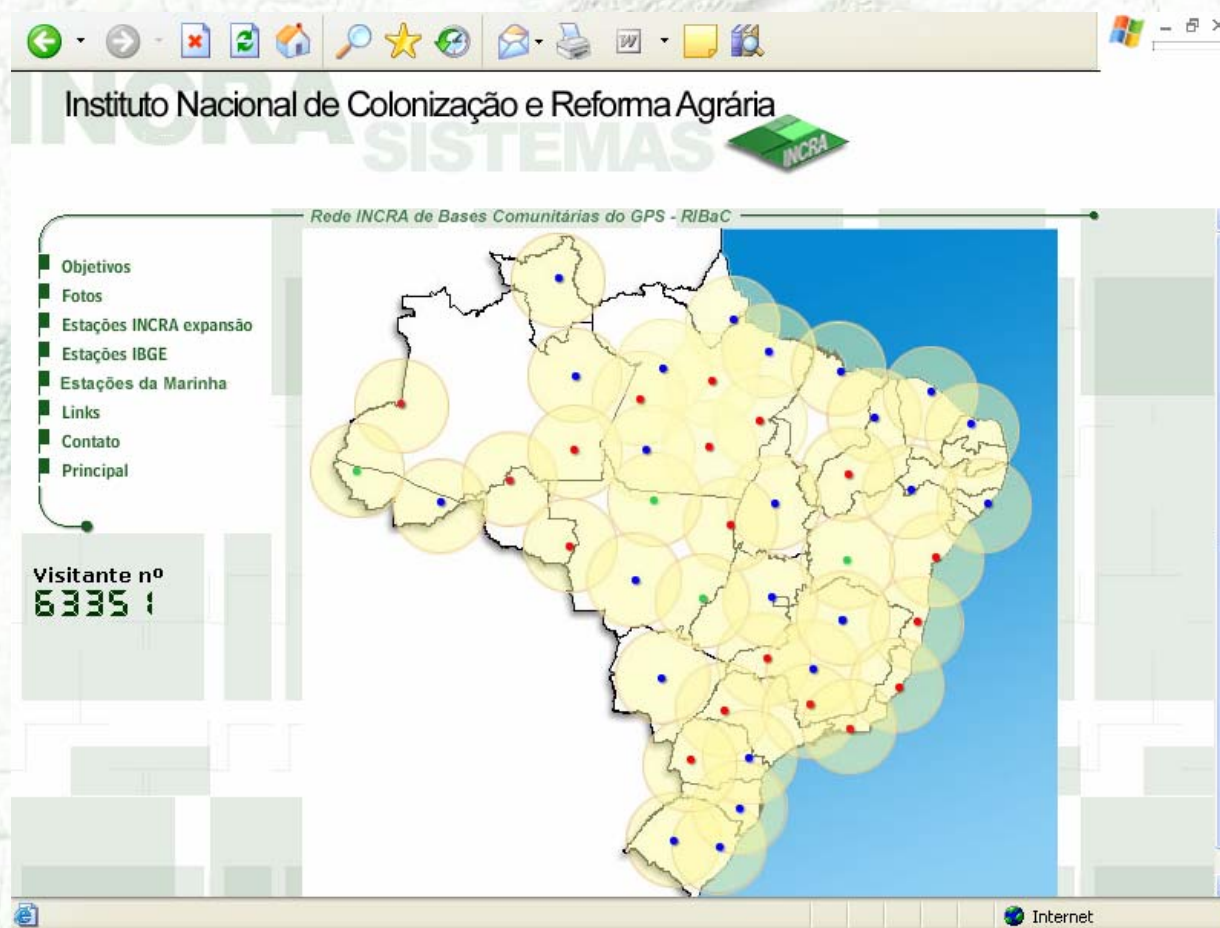 INCRA
Instituto Nacional de Colonização e Reforma Agrária
SISTEMAS
INCRA
Rede INCRA de Bases Comunitárias do GPS - RIBaC
Objetivos
Fotos
Estações INCRA expansão
Estações IBGE
Estações da Marinha
Links
Contato
Principal
Visitante nº
63351
Internet